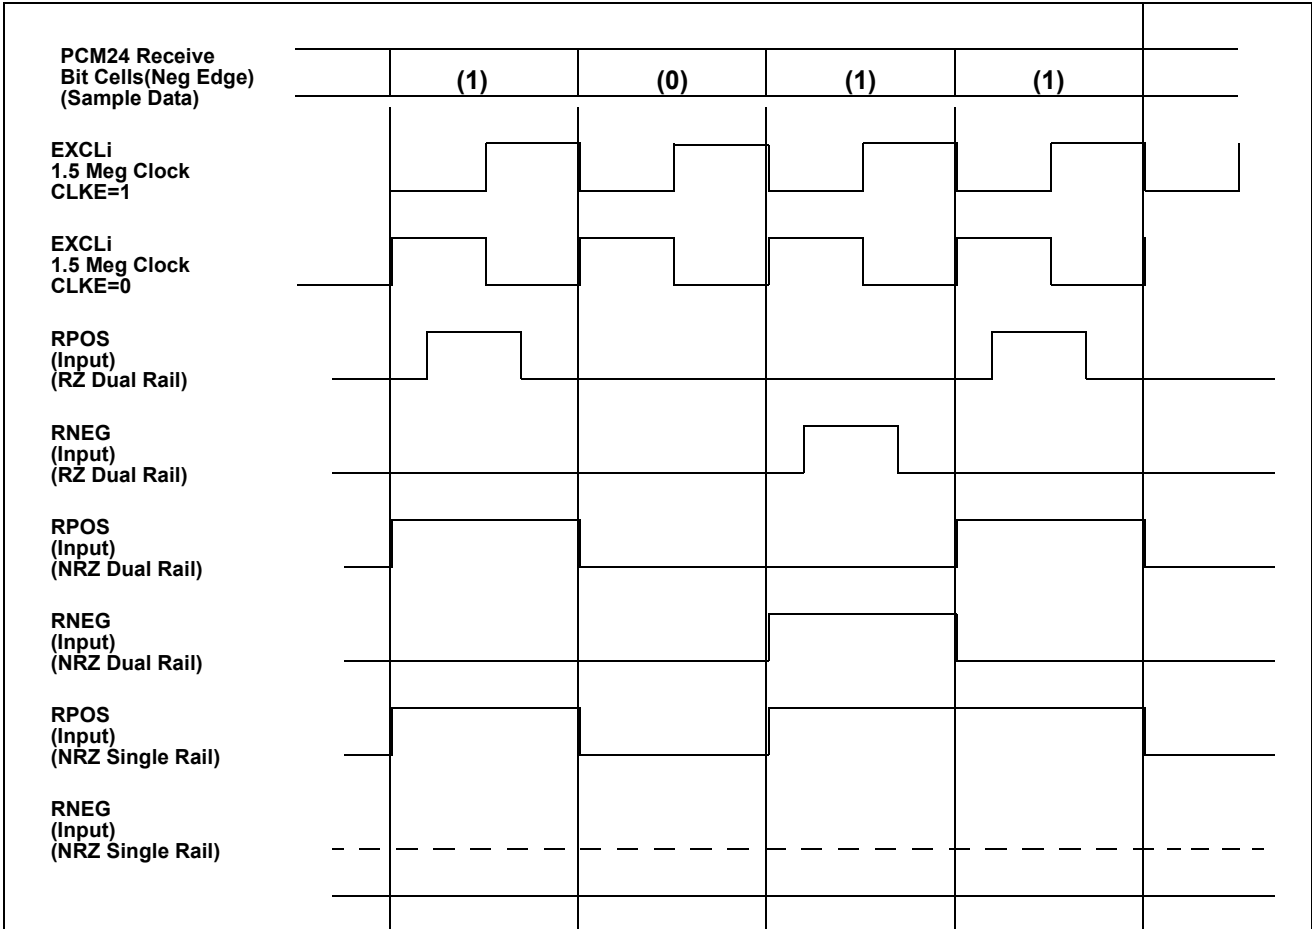 PCM24 Receive
Bit Cells(Neg Edge)
(Sample Data)
(1)
(0)
(1)
(1)
EXCLi
1.5 Meg Clock
CLKE=1
EXCLi
1.5 Meg Clock
CLKE=0
RPOS
(Input)
(RZ Dual Rail)
RNEG
(Input)
(RZ Dual Rail)
RPOS
(Input)
(NRZ Dual Rail)
RNEG
(Input)
(NRZ Dual Rail)
RPOS
(Input)
(NRZ Single Rail)
RNEG
(Input)
(NRZ Single Rail)